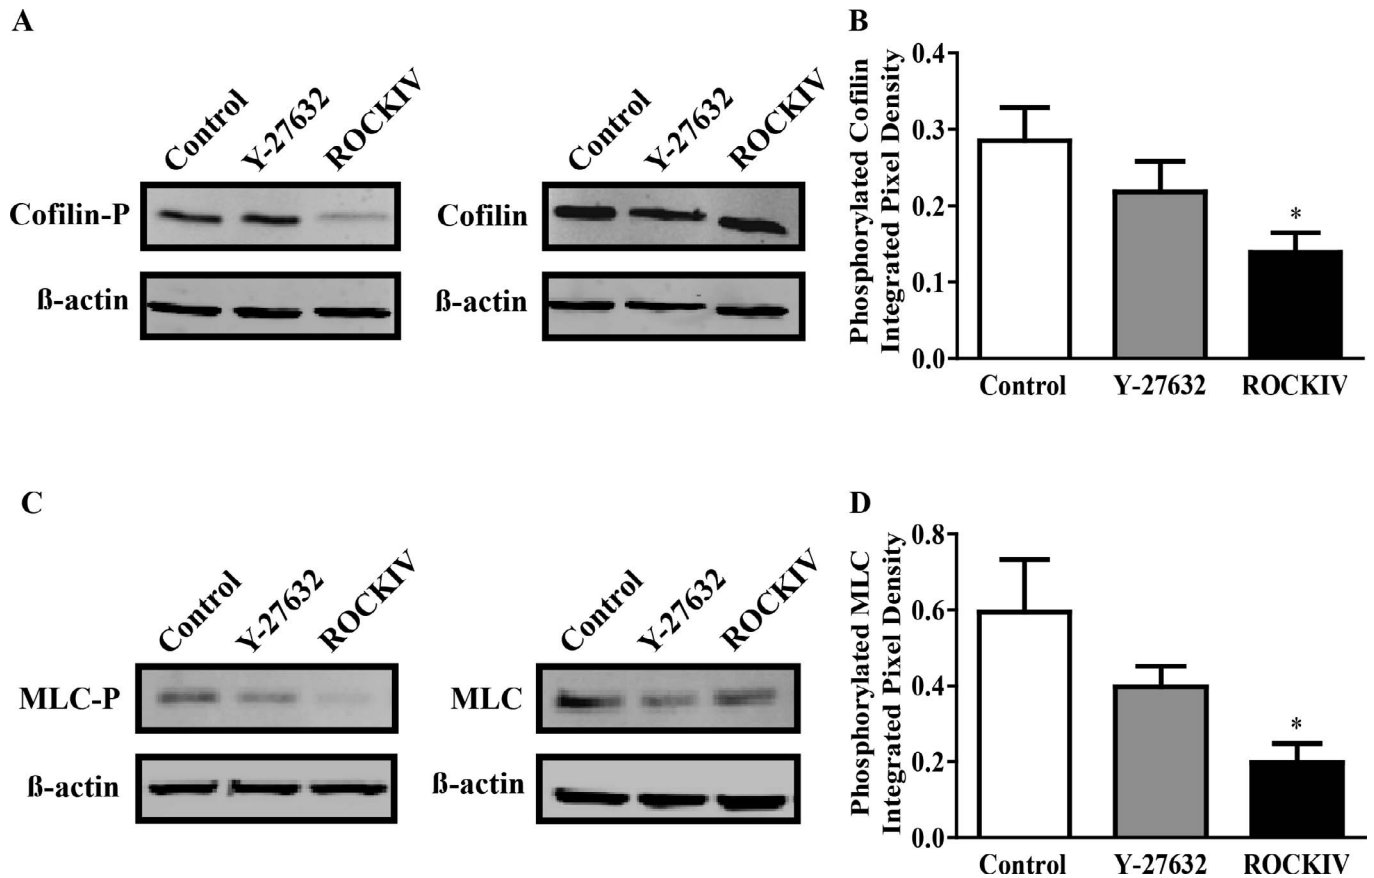 A
Control
Y-27632
ROCKIV
Cofilin-P
ß-actin
Control
Y-27632
ROCKIV
Cofilin
ß-actin
B
Phosphorylated Cofilin
Integrated Pixel Density
0.4
0.3
0.2
0.1
0.0
*
Control
Y-27632
ROCKIV
C
Control
Y-27632
ROCKIV
MLC-P
ß-actin
Control
Y-27632
ROCKIV
MLC
ß-actin
D
Phosphorylated MLC
Integrated Pixel Density
0.8
0.6
0.4
0.2
0.0
*
Control
Y-27632
ROCKIV